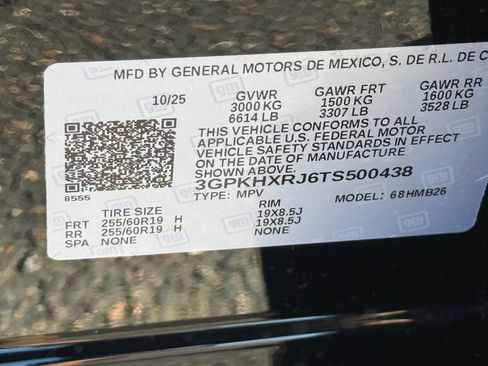 MFD BY GENERAL MOTORS DE MEXICO, S. DE R.L. DE C
10/25 GVWR GAWR FRT GAWR RR
3000 KG 1500 KG 1600 KG
6614 LB 3307 LB 3528 LB
THIS VEHICLE CONFORMS TO ALL
APPLICABLE U.S. FEDERAL MOTOR
VEHICLE SAFETY STANDARDS IN EFFECT
ON THE DATE OF MANUFACTURE
SHOWN ABOVE.
3GPKHXRJ6TS500438
8555 TYPE: MPV MODEL: 68HMB26
TIRE SIZE RIM
FRT 255/60R19 H 19X8.5J
RR 255/60R19 H 19X8.5J
SPA NONE NONE
gm